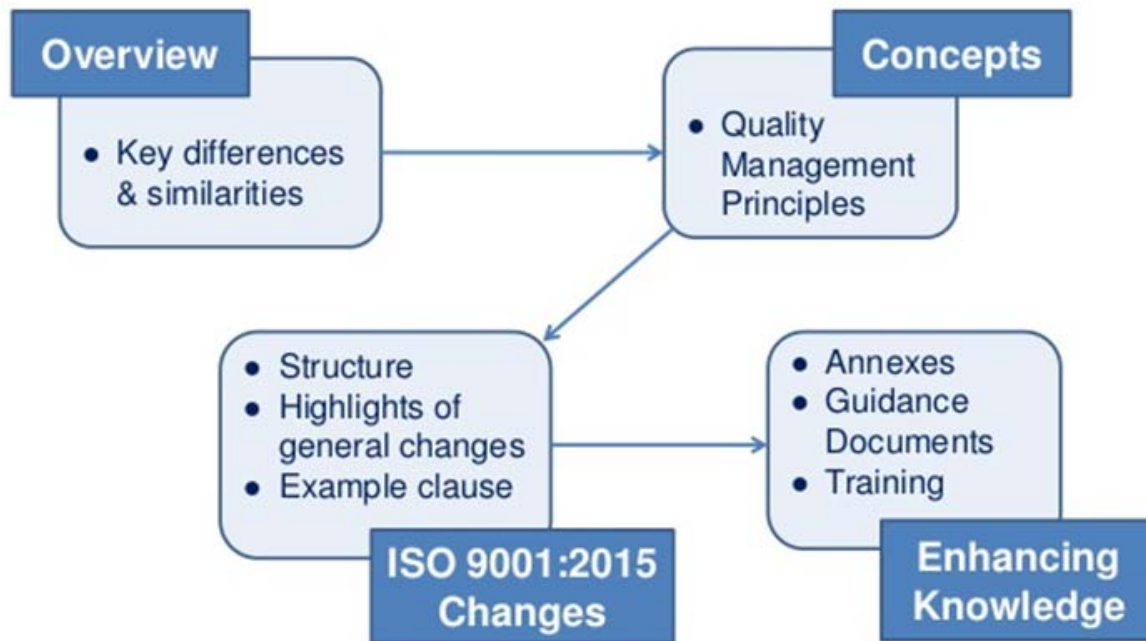 Overview
● Key differences
& similarities
Concepts
● Quality
Management
Principles
● Structure
● Highlights of
general changes
● Example clause
ISO 9001:2015
Changes
● Annexes
● Guidance
Documents
● Training
Enhancing
Knowledge